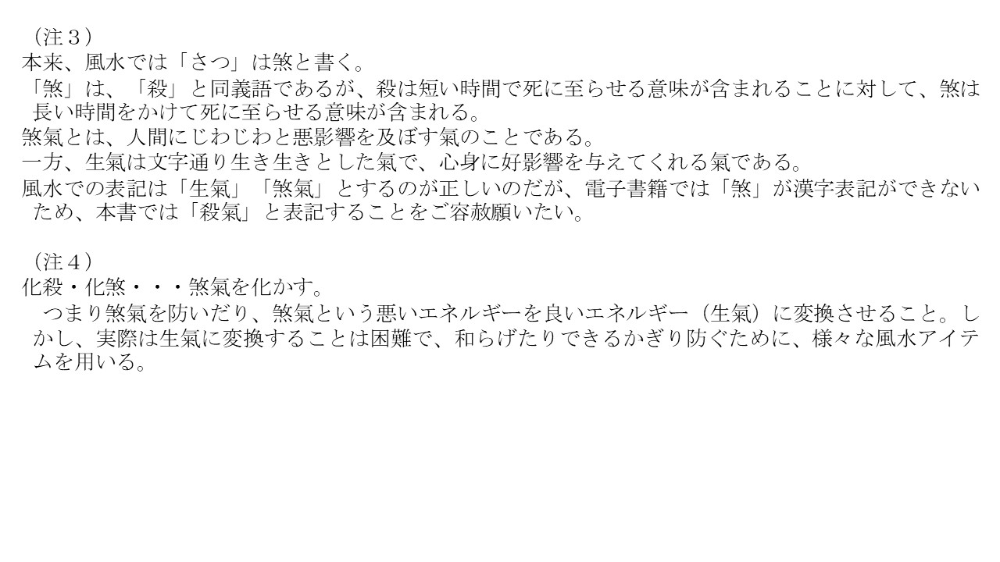 （注３）
本来、風水では「さつ」は煞と書く。
「煞」は、「殺」と同義語であるが、殺は短い時間で死に至らせる意味が含まれることに対して、煞は
長い時間をかけて死に至らせる意味が含まれる。
煞氣とは、人間にじわじわと悪影響を及ぼす氣のことである。
一方、生氣は文字通り生き生きとした氣で、心身に好影響を与えてくれる氣である。
風水での表記は「生氣」「煞氣」とするのが正しいのだが、電子書籍では「煞」が漢字表記ができない
ため、本書では「殺氣」と表記することをご容赦願いたい。
（注４）
化殺・化煞・・・煞氣を化かす。
つまり煞氣を防いだり、煞氣という悪いエネルギーを良いエネルギー（生氣）に変換させること。し
かし、実際は生氣に変換することは困難で、和らげたりできるかぎり防ぐために、様々な風水アイテ
ムを用いる。